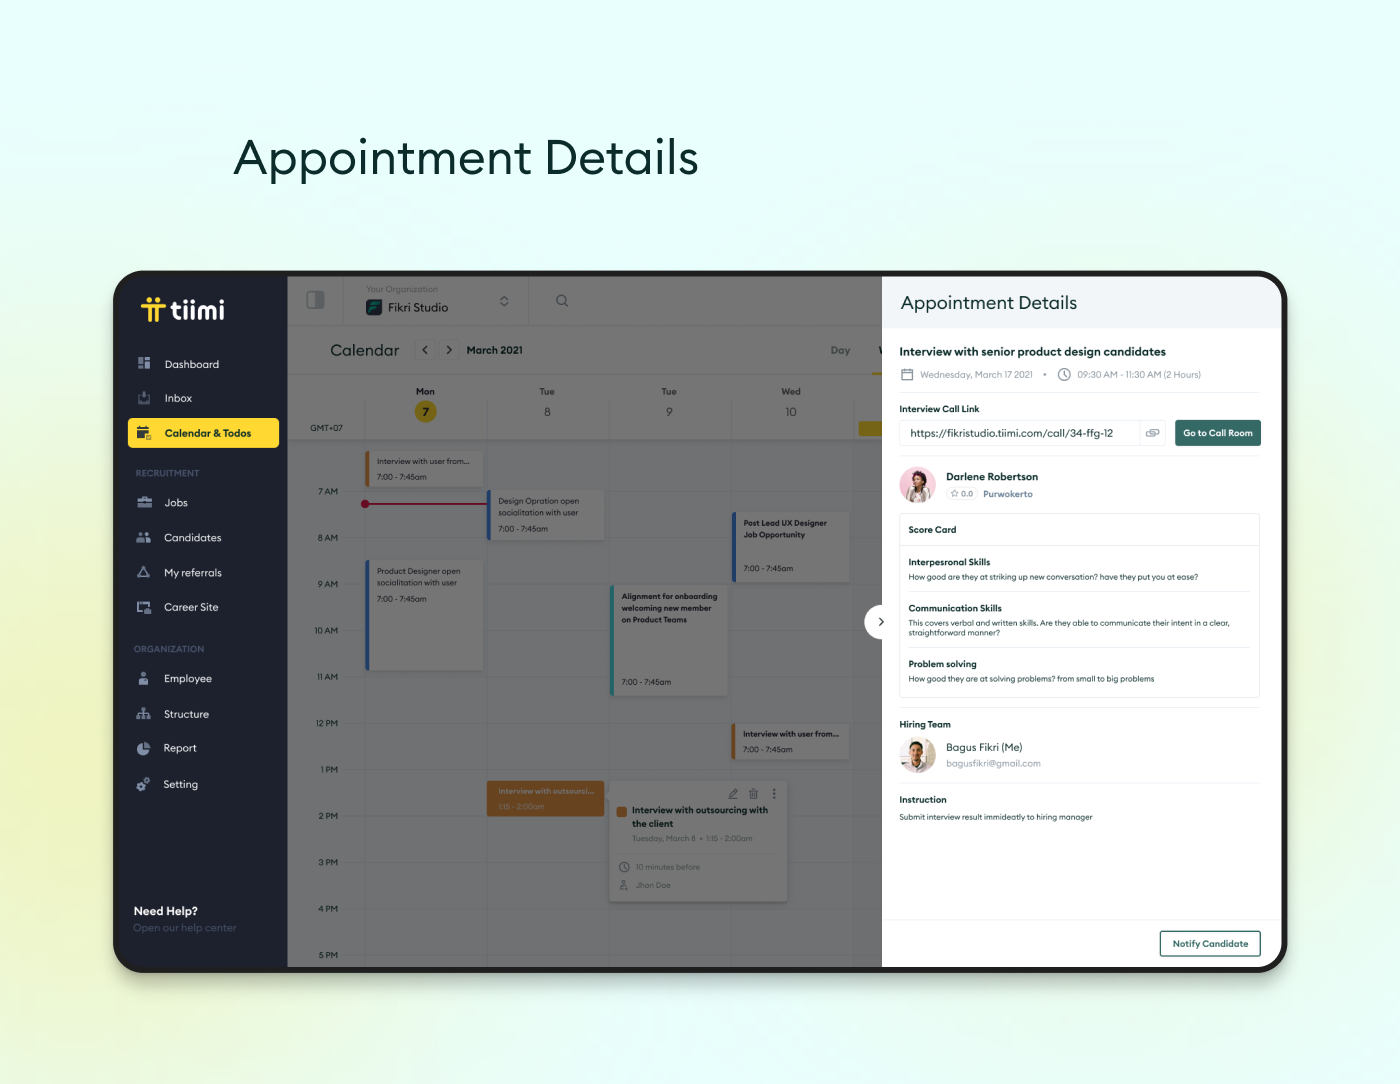 Appointment Details
tiimi
Dashboard
Inbox
Calendar & Todos
RECRUITMENT
Jobs
Candidates
My referrals
Career Site
ORGANIZATION
Employee
Structure
Report
Setting
Need Help?
Open our help center
Your Organization
Fikri Studio
Calendar
March 2021
Day
Mon
Tue
Tue
Wed
7
8
9
10
GMT+07
7 AM
8 AM
9 AM
10 AM
11 AM
12 PM
1 PM
2 PM
3 PM
4 PM
5 PM
Interview with user from...
7:00 - 7:45am
Product Designer open
socialitation with user
7:00 - 7:45am
Design Opration open
socialitation with user
7:00 - 7:45am
Interview with outsourci...
1:15 - 2:00am
Alignment for onboarding
welcoming new member
on Product Teams
7:00 - 7:45am
Post Lead UX Designer
Job Opportunity
7:00 - 7:45am
Interview with user from...
7:00 - 7:45am
Interview with outsourcing with
the client
Tuesday, March 8 • 1:15 - 2:00am
10 minutes before
Jhon Doe
Appointment Details
Interview with senior product design candidates
Wednesday, March 17 2021 • 09:30 AM - 11:30 AM (2 Hours)
Interview Call Link
https://fikristudio.tiimi.com/call/34-ffg-12
Go to Call Room
Darlene Robertson
0.0 Purwokerto
Score Card
Interpesronal Skills
How good are they at striking up new conversation? have they put you at ease?
Communication Skills
This covers verbal and written skills. Are they able to communicate their intent in a clear,
straightforward manner?
Problem solving
How good they are at solving problems? from small to big problems
Hiring Team
Bagus Fikri (Me)
bagusfikri@gmail.com
Instruction
Submit interview result immideatly to hiring manager
Notify Candidate